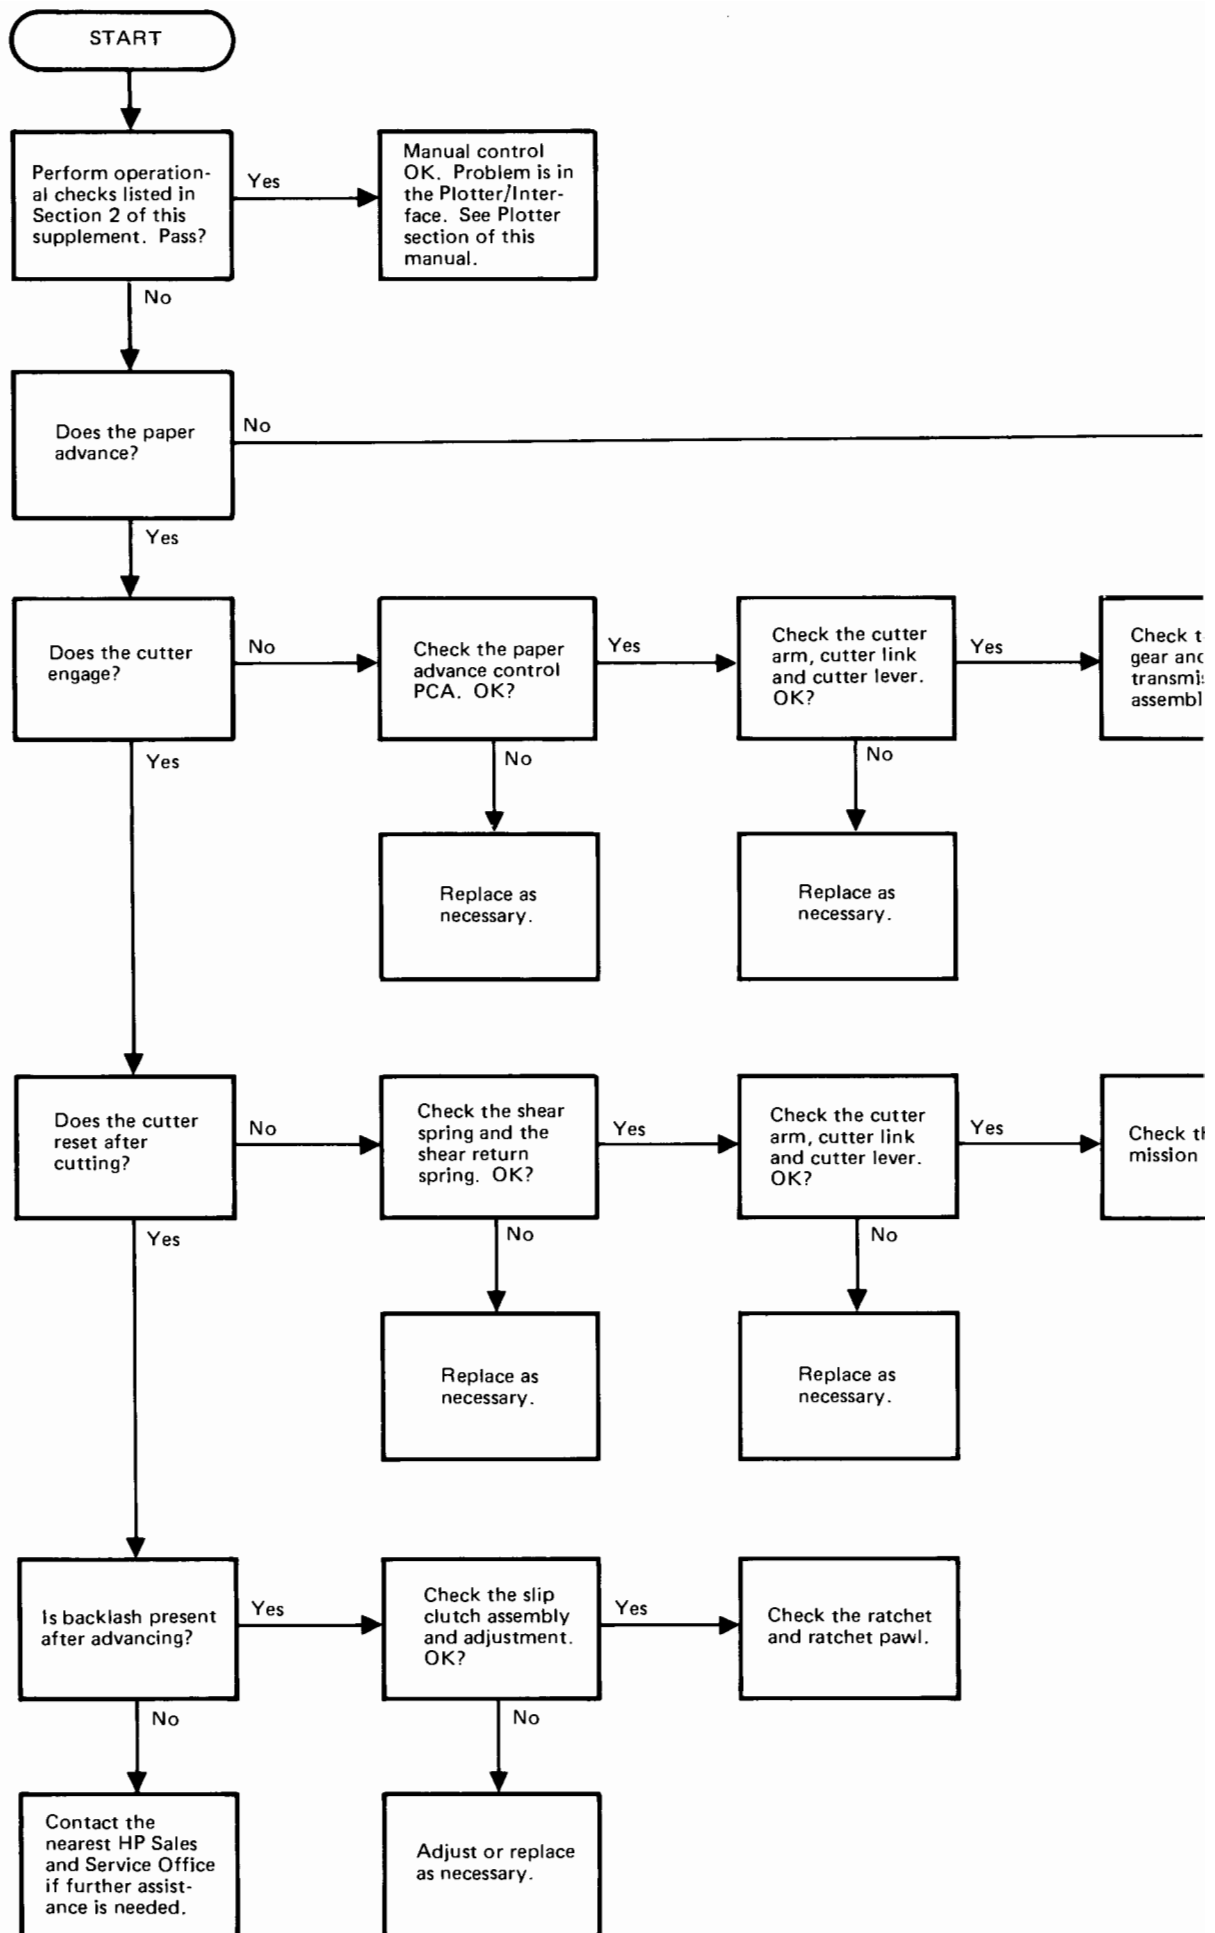 START
Perform operation-
al checks listed in
Section 2 of this
supplement. Pass?
Yes
Manual control
OK. Problem is in
the Plotter/Inter-
face. See Plotter
section of this
manual.
No
Does the paper
advance?
No
Yes
Does the cutter
engage?
No
Check the paper
advance control
PCA. OK?
Yes
Check the cutter
arm, cutter link
and cutter lever.
OK?
Yes
Check
gear
Yes
No
No
Replace as
necessary.
Replace as
necessary.
Does the cutter
reset after
cutting?
No
Check the shear
spring and the
shear return
spring. OK?
Yes
Check the cutter
arm, cutter link
and cutter lever.
OK?
Yes
Check
mission
Yes
No
No
Replace as
necessary.
Replace as
necessary.
Is backlash present
after advancing?
Yes
Check the slip
clutch assembly
and adjustment.
OK?
Yes
Check the ratchet
and ratchet pawl.
No
No
Contact the
nearest HP Sales
and Service Office
if further assist-
ance is needed.
Adjust or replace
as necessary.